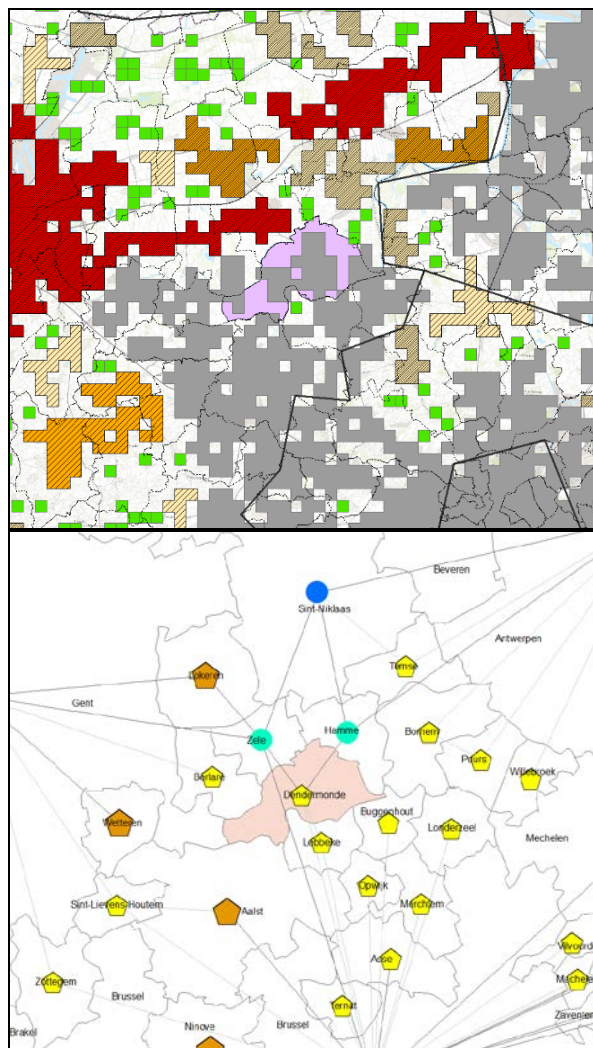 Beveren
Sint-Niklaas
Antwerpen
Temse
Lokeren
Gent
Hamme
Zele
Bornem
Puurs
Willebroek
Berlare
Dendermonde
Buggenhout
Wetteren
Londerzeel
Lebbeke
Mechelen
Opwijk
Merchtem
Sint-Lievens-Houtem
Aalst
Asse
Vilvoorde
Zottegem
Machelen
Brussel
Ternat
Zaventem
Brakel
Ninove
Brussel